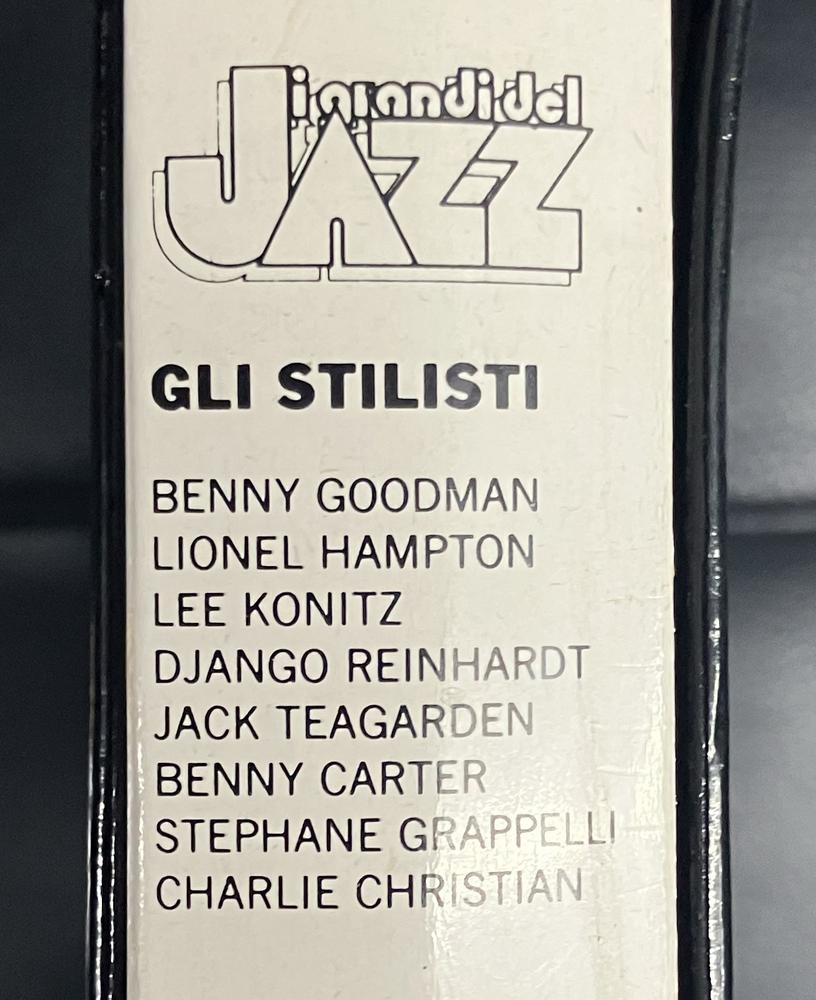 i grandi del
JAZZ
GLI STILISTI
BENNY GOODMAN
LIONEL HAMPTON
LEE KONITZ
DJANGO REINHARDT
JACK TEAGARDEN
BENNY CARTER
STEPHANE GRAPPELLI
CHARLIE CHRISTIAN